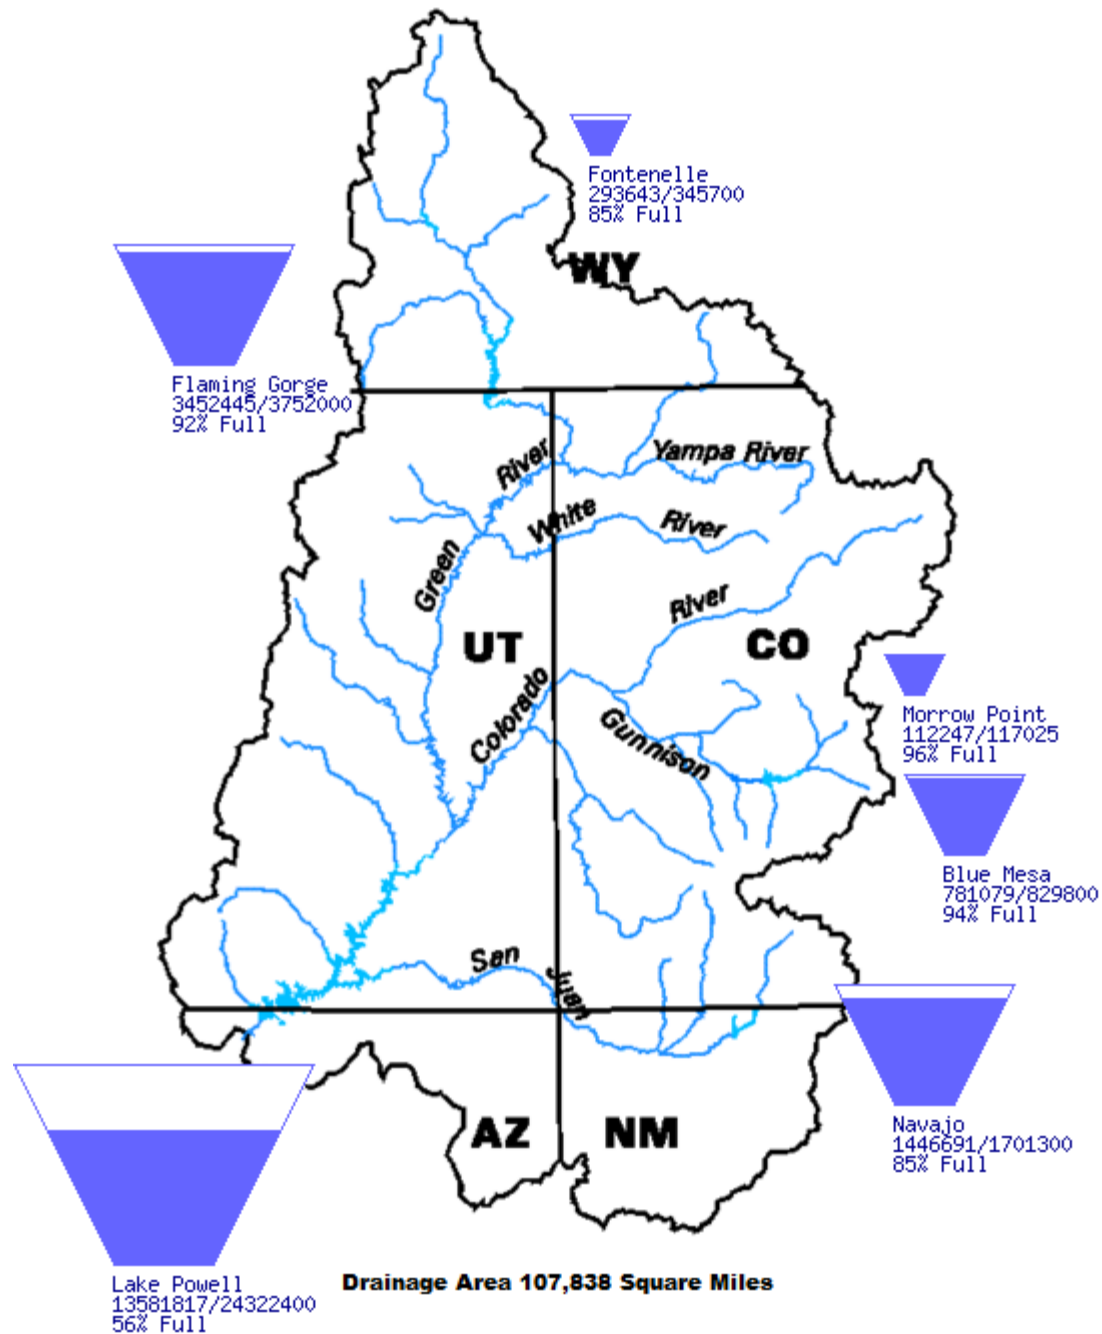 Fontenelle
293643/345700
85% Full
WY
Flaming Gorge
3452445/3752000
92% Full
River
Yampa River
White
River
Green
River
UT
CO
Colorado
Gunnison
Morrow Point
112247/117025
96% Full
Blue Mesa
781079/829800
94% Full
San
Juan
Navajo
1446691/1701300
85% Full
AZ
NM
Lake Powell
13581817/24322400
56% Full
Drainage Area 107,838 Square Miles